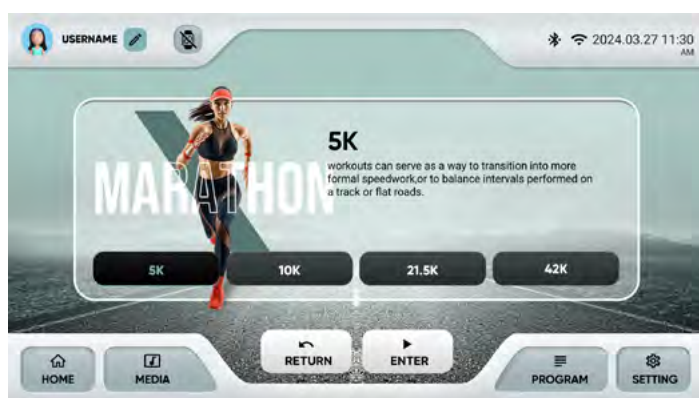 USERNAME
2024.03.27 11:30
AM
5K
MARATHON
workouts can serve as a way to transition into more
formal speedwork,or to balance intervals performed on
a track or flat roads.
5K
10K
21.5K
42K
RETURN
ENTER
HOME
MEDIA
PROGRAM
SETTING